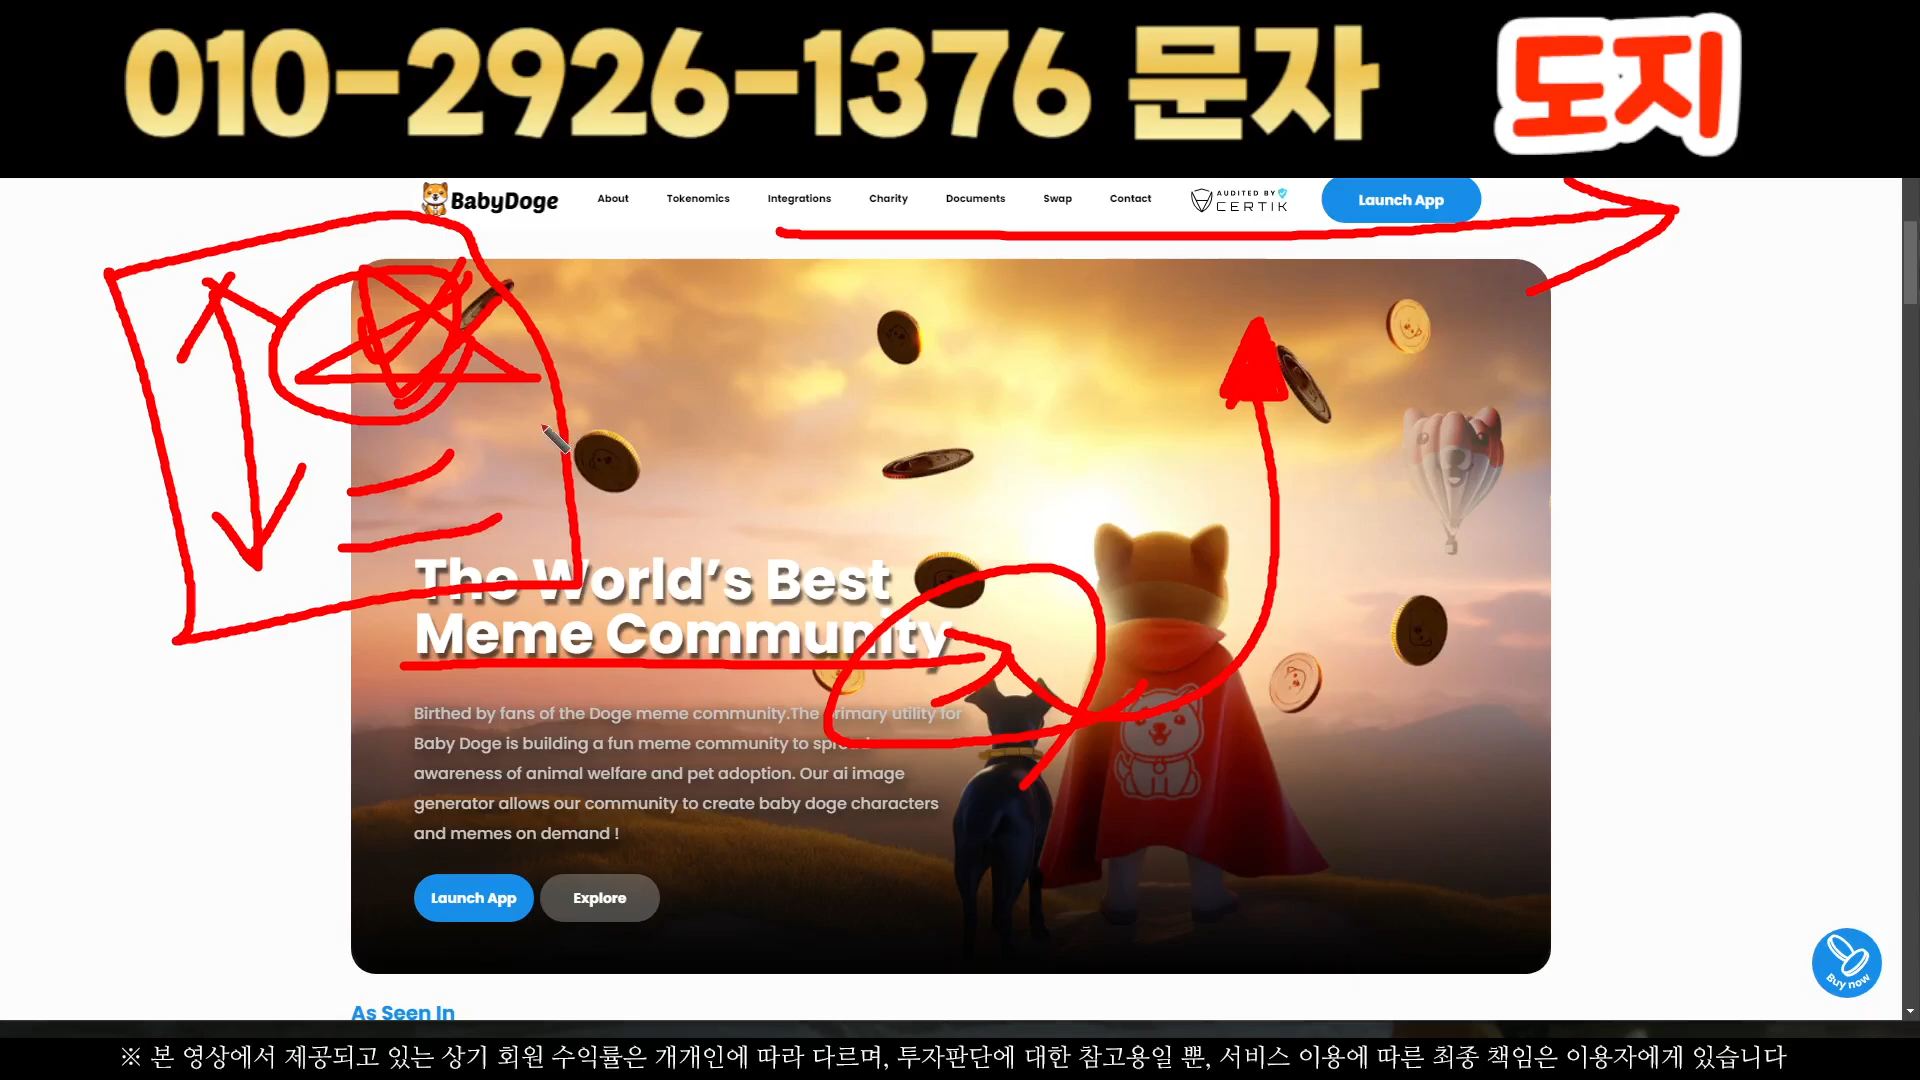 010-2926-1376 문자 도지
BabyDoge About Tokenomics Integrations Charity Documents Swap Contact AUDITED BY CERTIK Launch App
The World's Best
Meme Community
Birthed by fans of the Doge meme community.The primary utility for
Baby Doge is building a fun meme community to spread
awareness of animal welfare and pet adoption. Our ai image
generator allows our community to create baby doge characters
and memes on demand !
Launch App Explore
Buy now
As Seen In
※ 본 영상에서 제공되고 있는 상기 회원 수익률은 개개인에 따라 다르며, 투자판단에 대한 참고용일 뿐, 서비스 이용에 따른 최종 책임은 이용자에게 있습니다